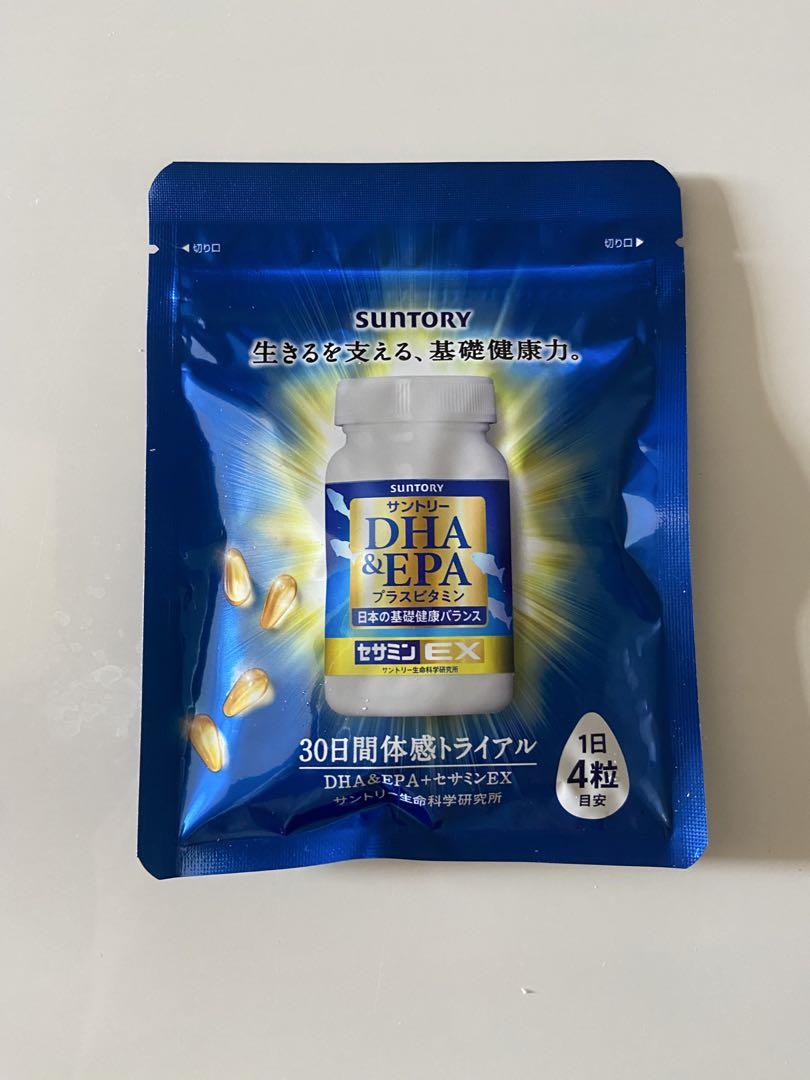 ◀切り口
切り口▶
SUNTORY
生きるを支える、基礎健康力。
SUNTORY
サントリー
DHA
&EPA
プラスビタミン
日本の基礎健康バランス
セサミンEX
サントリー生命科学研究所
30日間体感トライアル
DHA&EPA+セサミンEX
サントリー生命科学研究所
1日
4粒
目安